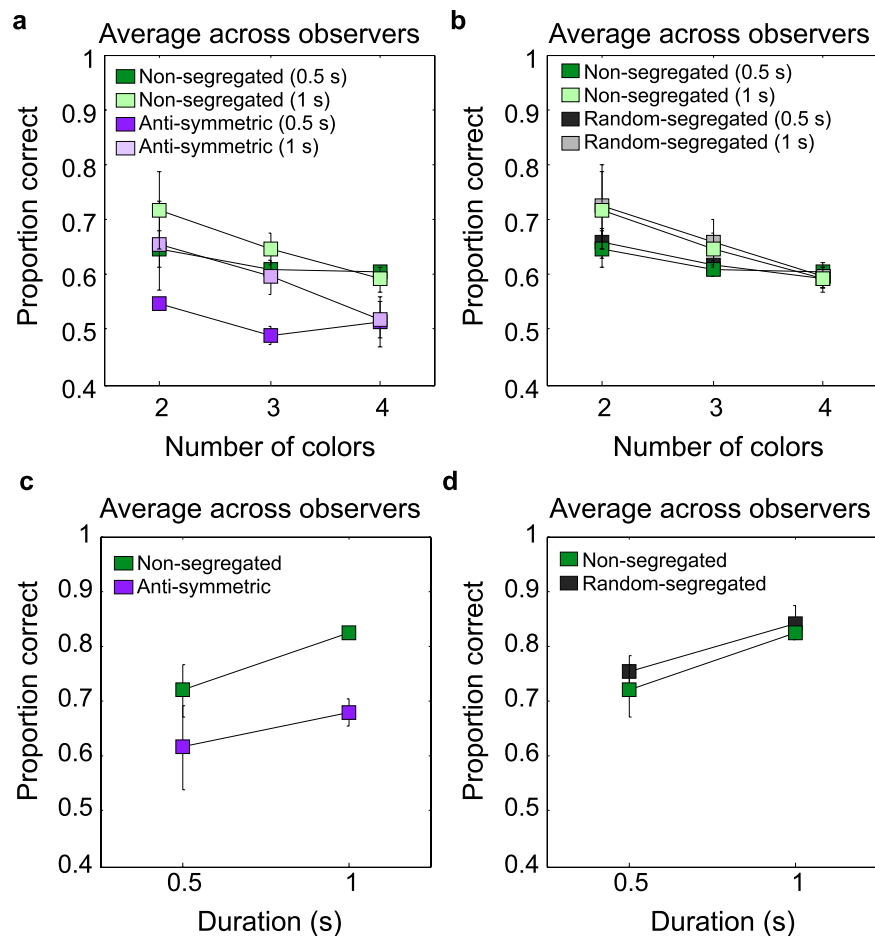 a
Average across observers
1
0.9
0.8
0.7
0.6
0.5
0.4
Proportion correct
Non-segregated (0.5 s)
Non-segregated (1 s)
Anti-symmetric (0.5 s)
Anti-symmetric (1 s)
2 3 4
Number of colors
b
Average across observers
1
0.9
0.8
0.7
0.6
0.5
0.4
Proportion correct
Non-segregated (0.5 s)
Non-segregated (1 s)
Random-segregated (0.5 s)
Random-segregated (1 s)
2 3 4
Number of colors
c
Average across observers
1
0.9
0.8
0.7
0.6
0.5
0.4
Proportion correct
Non-segregated
Anti-symmetric
0.5 1
Duration (s)
d
Average across observers
1
0.9
0.8
0.7
0.6
0.5
0.4
Proportion correct
Non-segregated
Random-segregated
0.5 1
Duration (s)